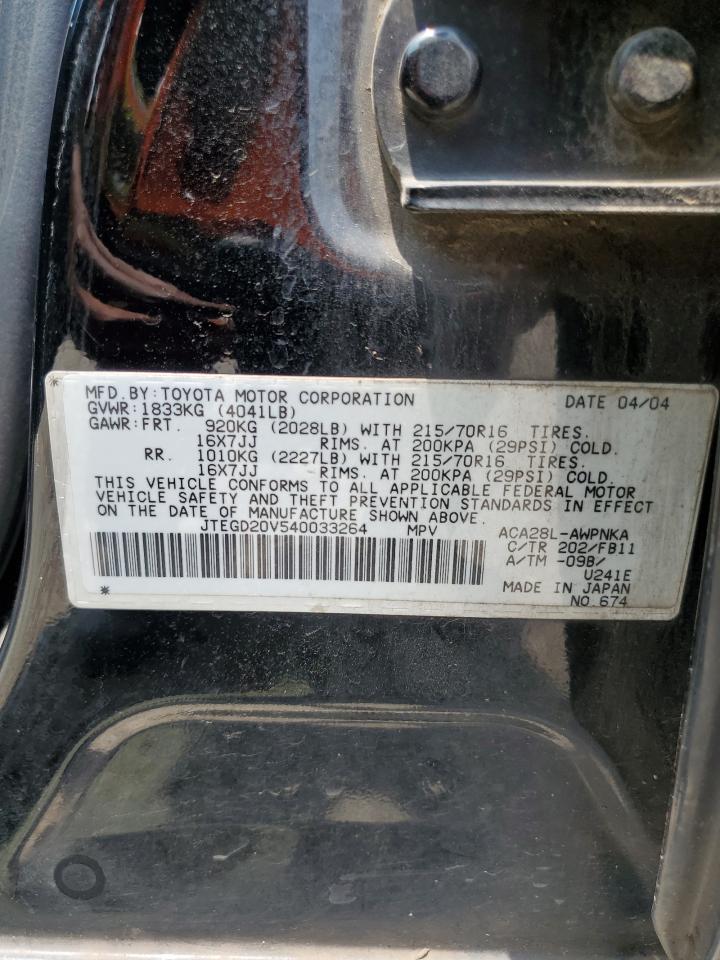 MFD.BY:TOYOTA MOTOR CORPORATION DATE 04/04
GVWR:1833KG (4041LB)
GAWR:FRT. 920KG (2028LB) WITH 215/70R16 TIRES.
16X7JJ RIMS. AT 200KPA (29PSI) COLD.
RR. 1010KG (2227LB) WITH 215/70R16 TIRES.
16X7JJ RIMS. AT 200KPA (29PSI) COLD.
THIS VEHICLE CONFORMS TO ALL APPLICABLE FEDERAL MOTOR
VEHICLE SAFETY AND THEFT PREVENTION STANDARDS IN EFFECT
ON THE DATE OF MANUFACTURE SHOWN ABOVE.
JTEGD20V540033264 MPV ACA28L-AWPNKA
C/TR 202/FB11
A/TM -09B/
U241E
MADE IN JAPAN
NO.674